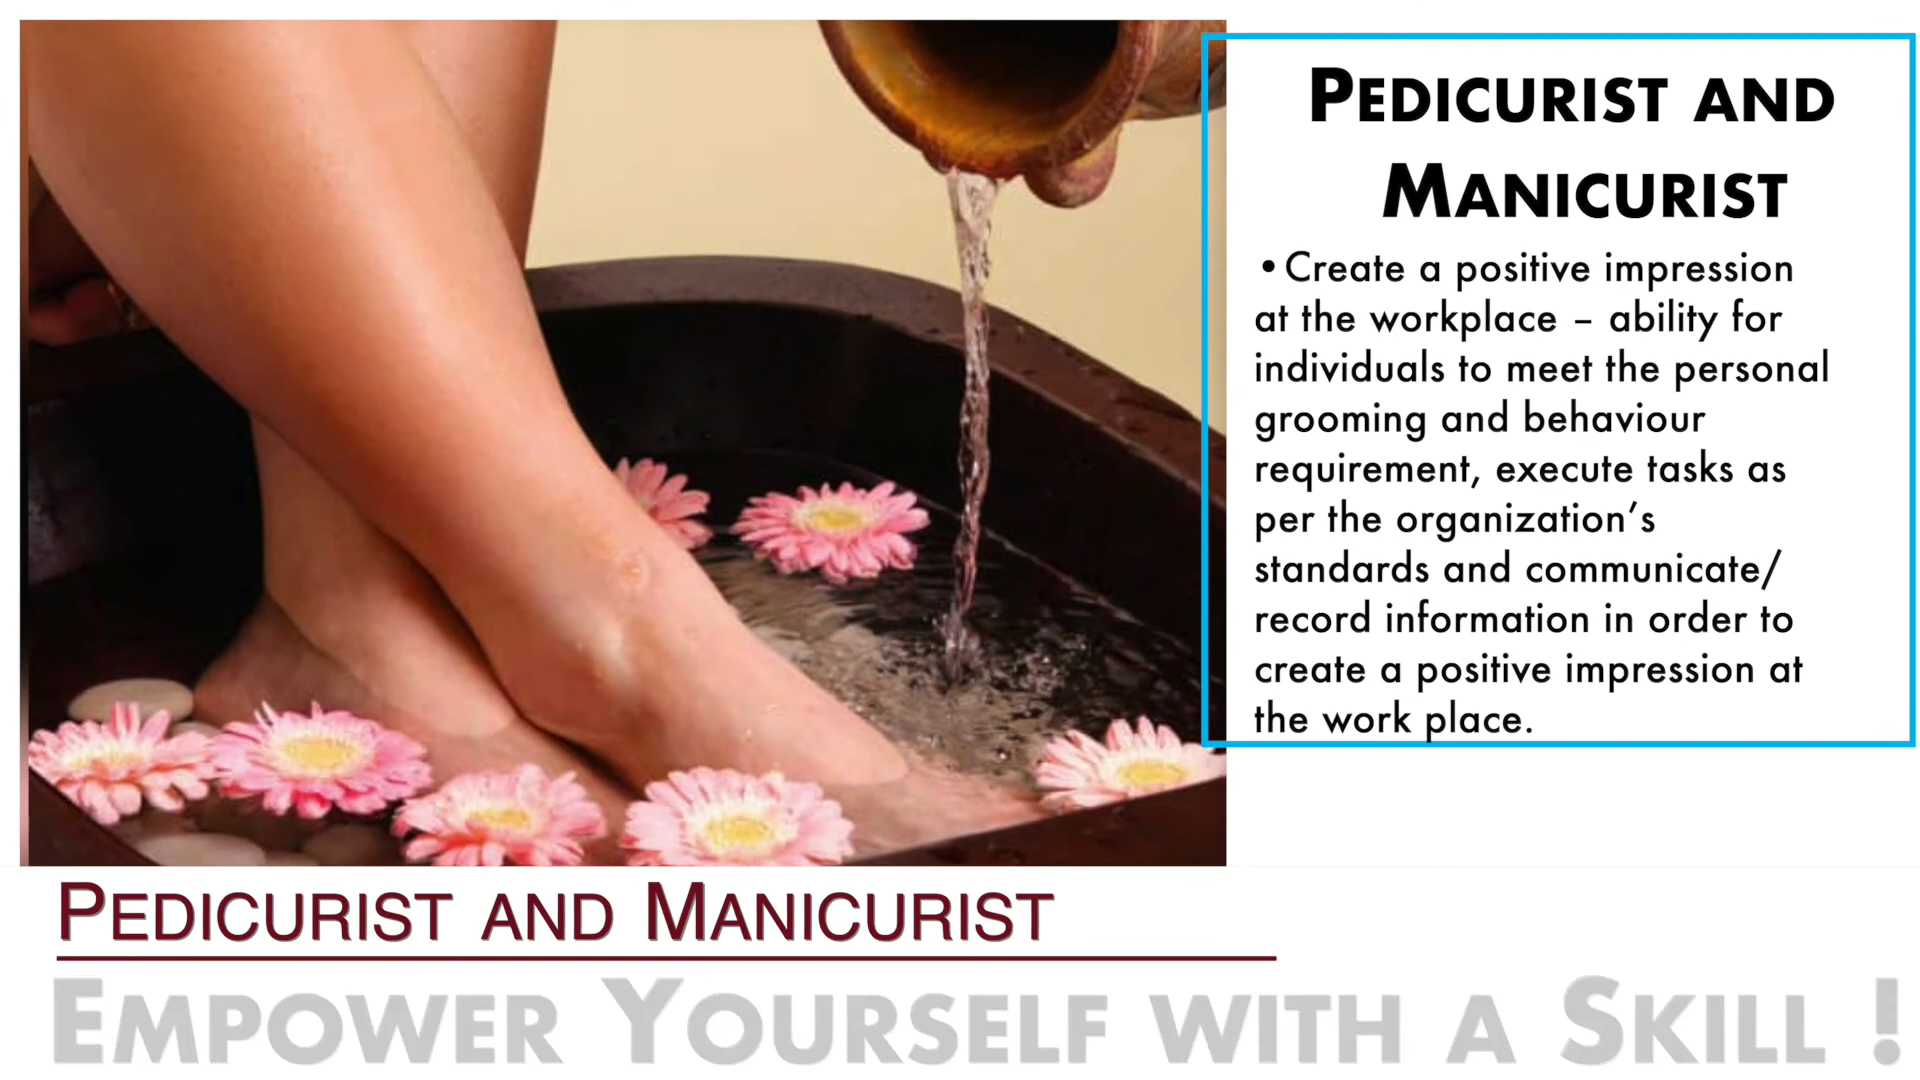 PEDICURIST AND
MANICURIST
•Create a positive impression
at the workplace – ability for
individuals to meet the personal
grooming and behaviour
requirement, execute tasks as
per the organization’s
standards and communicate/
record information in order to
create a positive impression at
the work place.
PEDICURIST AND MANICURIST
EMPOWER YOURSELF WITH A SKILL !